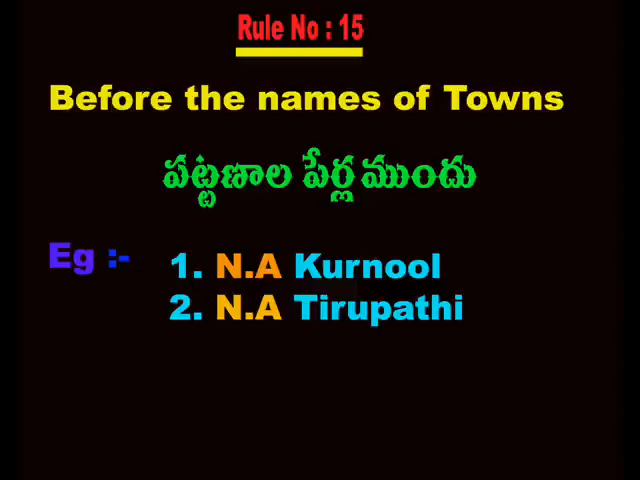 Rule No : 15
Before the names of Towns
పట్టణాల పేర్ల ముందు
Eg :-
1. N.A Kurnool
2. N.A Tirupathi